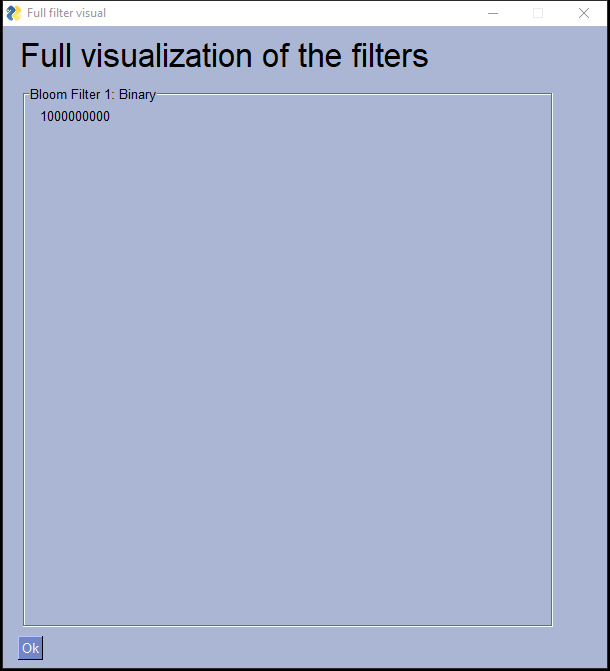 Full filter visual
Full visualization of the filters
Bloom Filter 1: Binary
1000000000
Ok